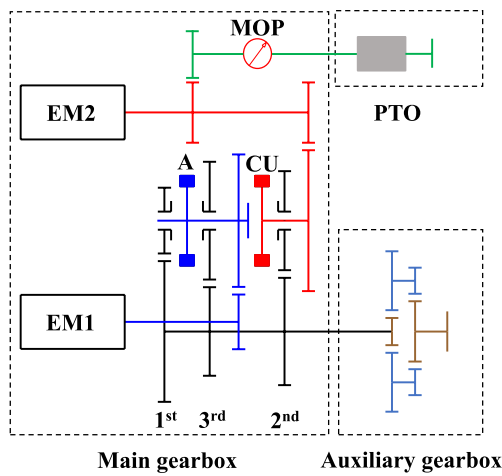 MOP
EM2
PTO
A
CU
EM1
1st
3rd
2nd
Main gearbox
Auxiliary gearbox